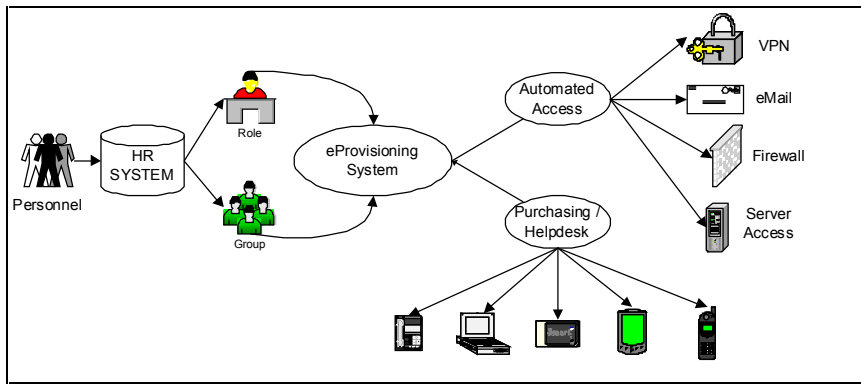 Personnel
HR
SYSTEM
Role
Group
eProvisioning
System
Automated
Access
Purchasing /
Helpdesk
VPN
eMail
Firewall
Server
Access